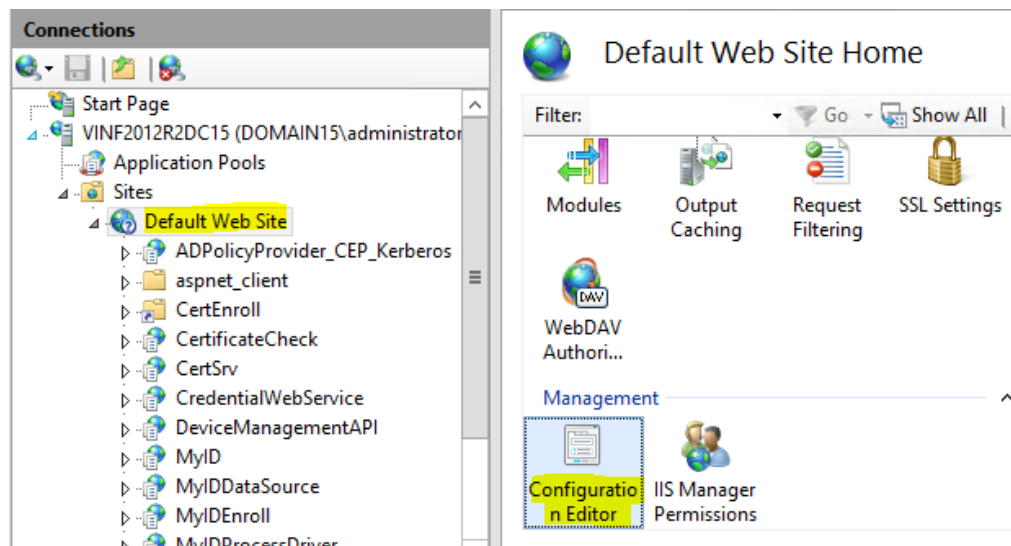 Connections
Start Page
VINF2012R2DC15 (DOMAIN15\administrator
Application Pools
Sites
Default Web Site
ADPolicyProvider_CEP_Kerberos
aspnet_client
CertEnroll
CertificateCheck
CertSrv
CredentialWebService
DeviceManagementAPI
MyID
MyIDDataSource
MyIDEnroll
MyIDProcessDriver
Default Web Site Home
Filter:
Go
Show All
Modules
Output
Caching
Request
Filtering
SSL Settings
DAV
WebDAV
Authori...
Management
Configuratio
n Editor
IIS Manager
Permissions